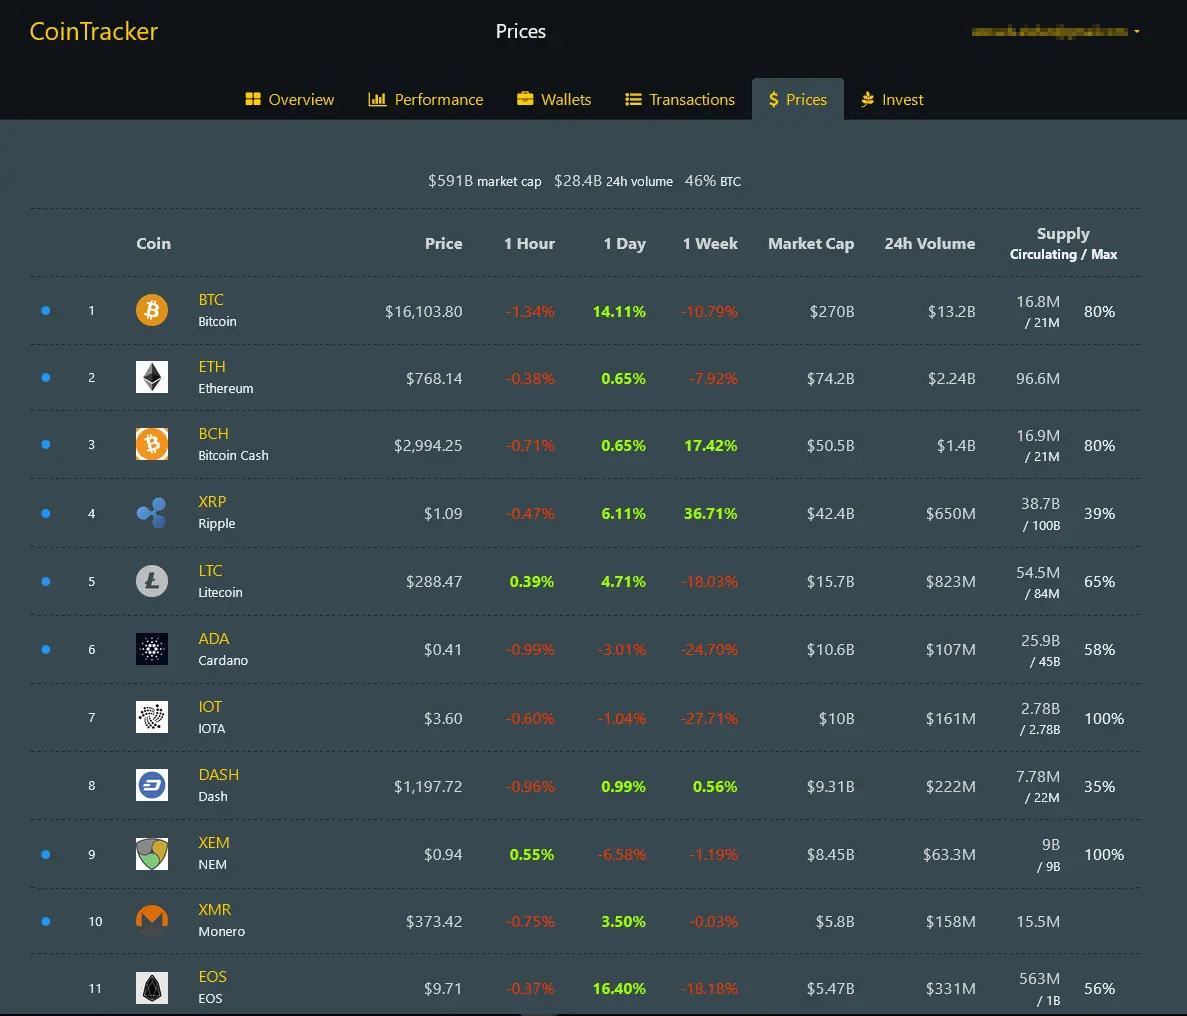 CoinTracker
Prices
Overview Performance Wallets Transactions Prices Invest
$591B market cap $28.4B 24h volume 46% BTC
Coin Price 1 Hour 1 Day 1 Week Market Cap 24h Volume Supply
Circulating / Max
1 BTC $16,103.80 -1.34% 14.11% -10.79% $270B $13.2B 16.8M 80%
Bitcoin / 21M
2 ETH $768.14 -0.38% 0.65% -7.92% $74.2B $2.24B 96.6M
Ethereum
3 BCH $2,994.25 -0.71% 0.65% 17.42% $50.5B $1.4B 16.9M 80%
Bitcoin Cash / 21M
4 XRP $1.09 -0.47% 6.11% 36.71% $42.4B $650M 38.7B 39%
Ripple / 100B
5 LTC $288.47 0.39% 4.71% -18.03% $15.7B $823M 54.5M 65%
Litecoin / 84M
6 ADA $0.41 -0.99% -3.01% -24.70% $10.6B $107M 25.9B 58%
Cardano / 45B
7 IOT $3.60 -0.60% -1.04% -27.71% $10B $161M 2.78B 100%
IOTA / 2.78B
8 DASH $1,197.72 -0.96% 0.99% 0.56% $9.31B $222M 7.78M 35%
Dash / 22M
9 XEM $0.94 0.55% -6.58% -1.19% $8.45B $63.3M 9B 100%
NEM / 9B
10 XMR $373.42 -0.75% 3.50% -0.03% $5.8B $158M 15.5M
Monero
11 EOS $9.71 -0.37% 16.40% -18.18% $5.47B $331M 563M 56%
EOS / 1B